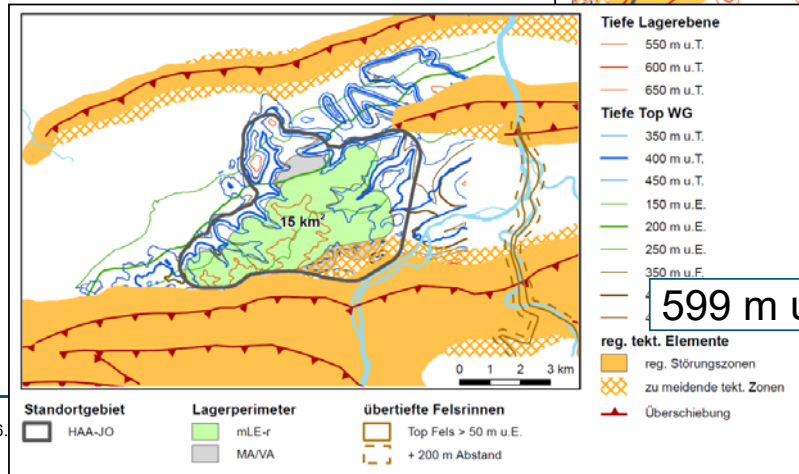 Tiefe Lagerebene
550 m u.T.
600 m u.T.
650 m u.T.
Tiefe Top WG
350 m u.T.
400 m u.T.
450 m u.T.
150 m u.E.
200 m u.E.
250 m u.E.
350 m u.F.
599 m u
reg. tekt. Elemente
reg. Störungszonen
zu meidende tekt. Zonen
Überschiebung
15 km²
0 1 2 3 km
Standortgebiet
HAA-JO
Lagerperimeter
mLE-r
MA/VA
übertiefte Felsrinnen
Top Fels > 50 m u.E.
+ 200 m Abstand
6.